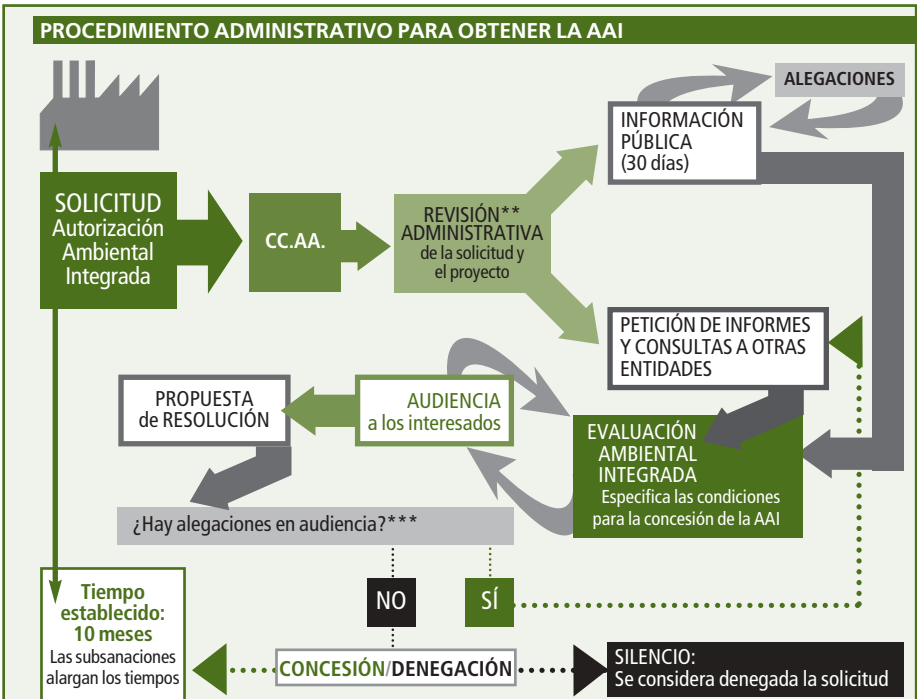 PROCEDIMIENTO ADMINISTRATIVO PARA OBTENER LA AAI
ALEGACIONES
INFORMACIÓN
PÚBLICA
(30 días)
SOLICITUD
Autorización
Ambiental
Integrada
CC.AA.
REVISIÓN**
ADMINISTRATIVA
de la solicitud y
el proyecto
PETICIÓN DE INFORMES
Y CONSULTAS A OTRAS
ENTIDADES
PROPUESTA
de RESOLUCIÓN
AUDIENCIA
a los interesados
EVALUACIÓN
AMBIENTAL
INTEGRADA
Especifica las condiciones
para la concesión de la AAI
¿Hay alegaciones en audiencia?***
NO
SÍ
Tiempo
establecido:
10 meses
Las subsanaciones
alargan los tiempos
CONCESIÓN/DENEGACIÓN
SILENCIO:
Se considera denegada la solicitud